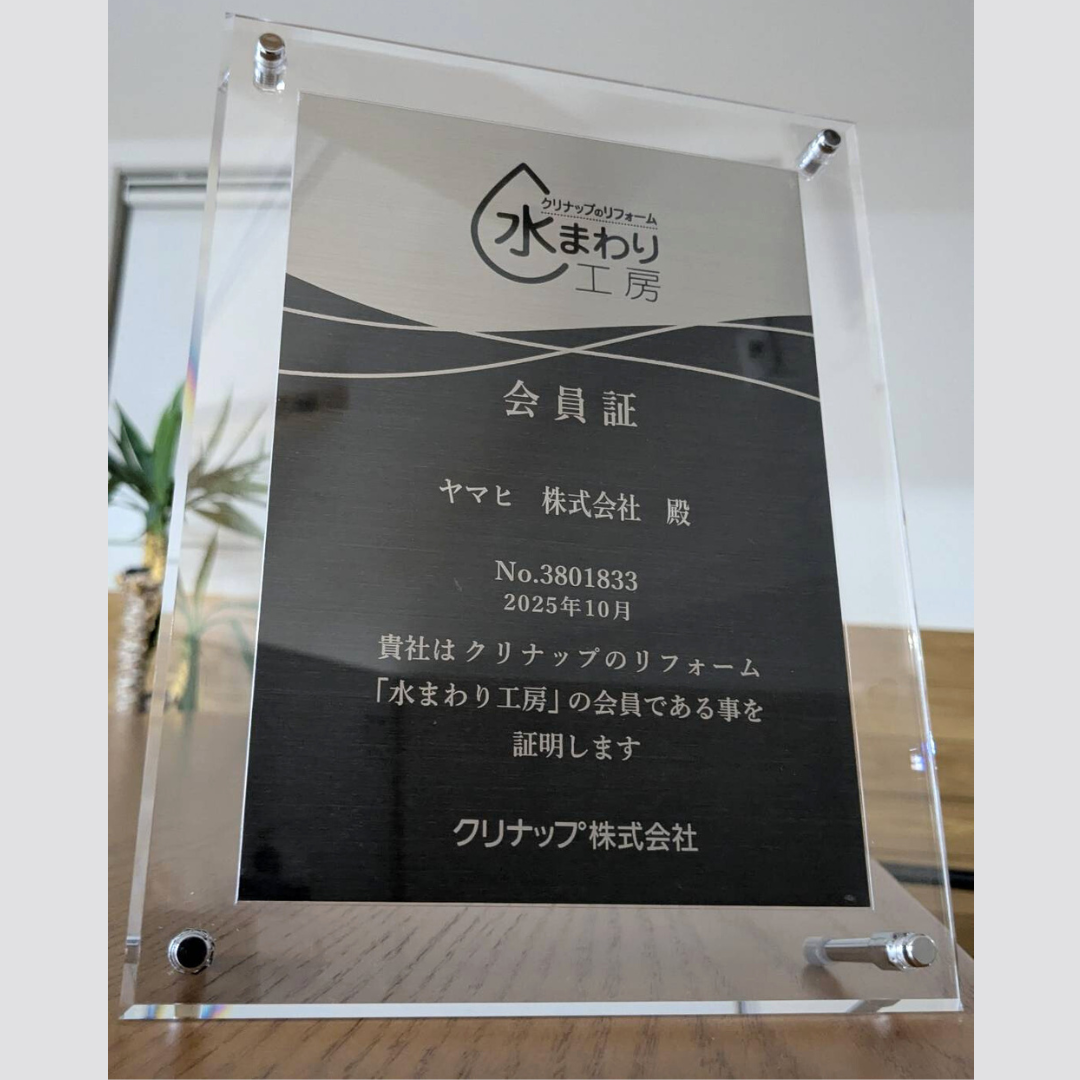 クリナップのリフォーム
水まわり
工房
会員証
ヤマヒ 株式会社 殿
No.3801833
2025年10月
貴社はクリナップのリフォーム
「水まわり工房」の会員である事を
証明します
クリナップ株式会社